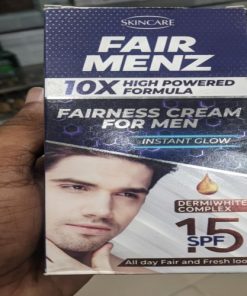 SKINCARE
FAIR
MENZ
10X HIGH POWERED
FORMULA
FAIRNESS CREAM
FOR MEN
INSTANT GLOW
DERMIWHITE
COMPLEX
15
SPF
All day Fair and Fresh loo